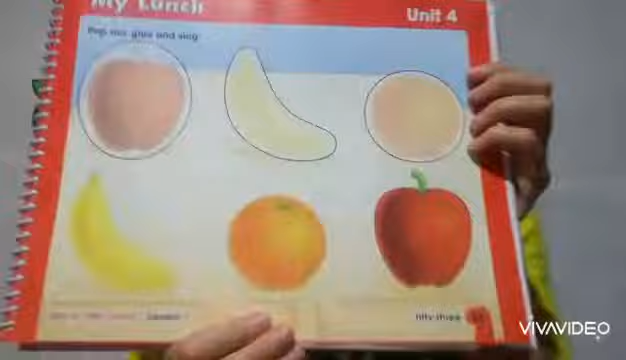 My Lunch
Unit 4
Pop out, glue and sing.
fifty-three
VIVAVIDEO